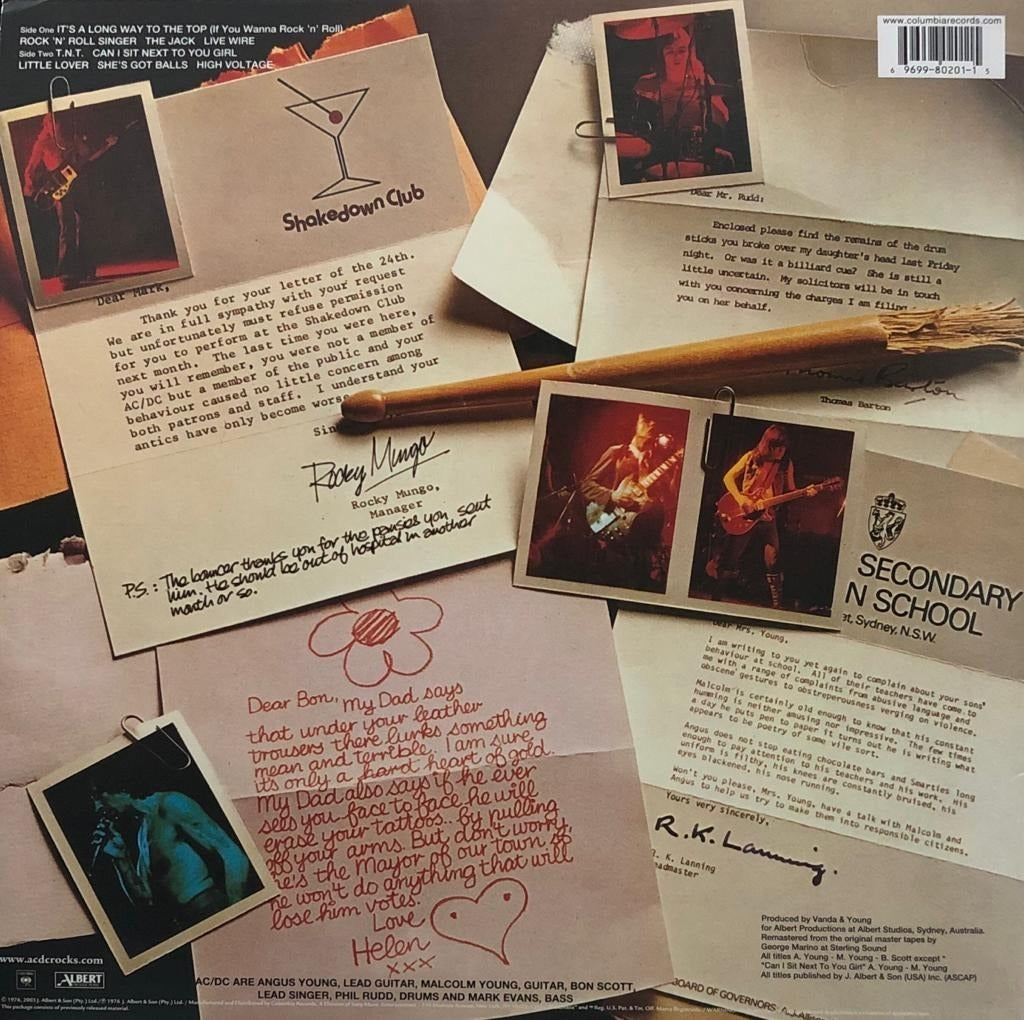 Side One IT'S A LONG WAY TO THE TOP (If You Wanna Rock 'n' Roll)
ROCK 'N' ROLL SINGER THE JACK LIVE WIRE
Side Two T.N.T. CAN I SIT NEXT TO YOU GIRL
LITTLE LOVER SHE'S GOT BALLS HIGH VOLTAGE
www.columbiarecords.com
6 9699-80201-1 5
Shakedown Club
Dear Mark,
Thank you for your letter of the 24th.
We are in full sympathy with your request
but unfortunately must refuse permission
for you to perform at the Shakedown Club
next month. The last time you were here,
you will remember, you were not a member of
AC/DC but a member of the public and your
behaviour caused no little concern among
both patrons and staff. I understand your
antics have only become worse
Sin
Rocky Mungo
Rocky Mungo,
Manager
P.S.: The bouncer thanks you for the pansies you sent
him. He should be out of hospital in another
month or so.
Dear Mr. Rudd:
Enclosed please find the remains of the drum
sticks you broke over my daughter's head last Friday
night. Or was it a billiard cue? She is still a
little uncertain. My solicitors will be in touch
with you concerning the charges I am filing
you on her behalf.
Thomas Barton
Thomas Barton
SECONDARY
N SCHOOL
st, Sydney, N.S.W.
Dear Mrs. Young,
I am writing to you yet again to complain about your sons'
behaviour at school. All of their teachers have come to
me with a range of complaints from abusive language and
obscene gestures to obstreperousness verging on violence.
Malcolm is certainly old enough to know that his constant
humming is neither amusing nor impressive. The few times
a day he puts pen to paper it turns out he is writing what
appears to be poetry of some vile sort.
Angus does not stop eating chocolate bars and Smarties long
enough to pay attention to his teachers and his work. His
uniform is filthy, his knees are constantly bruised, his
eyes blackened, his nose running.
Won't you please, Mrs. Young, have a talk with Malcolm and
Angus to help us try to make them into responsible citizens.
Yours very sincerely,
R.K. Lanning.
R. K. Lanning
admaster
Dear Bon, my Dad says
that under your leather
trousers there lurks something
mean and terrible. I am sure
it's only a hard heart of gold.
My Dad also says if he ever
sees you face to face he will
erase your tattoos.. by pulling
off your arms. But don't worry,
he's the Mayor of our town so
he won't do anything that will
lose him votes.
Love
Helen
xxx
Produced by Vanda & Young
for Albert Productions at Albert Studios, Sydney, Australia.
Remastered from the original master tapes by
George Marino at Sterling Sound
All titles A. Young - M. Young - B. Scott except *
"Can I Sit Next To You Girl" A. Young - M. Young
All titles published by J. Albert & Son (USA) Inc. (ASCAP)
BOARD OF GOVERNORS
www.acdcrocks.com
ALBERT
AC/DC ARE ANGUS YOUNG, LEAD GUITAR, MALCOLM YOUNG, GUITAR, BON SCOTT,
LEAD SINGER, PHIL RUDD, DRUMS AND MARK EVANS, BASS
© 1976, 2003 J. Albert & Son (Pty.) Ltd./℗ 1976 J. Albert & Son (Pty.) Ltd.
This package consists of previously released material.